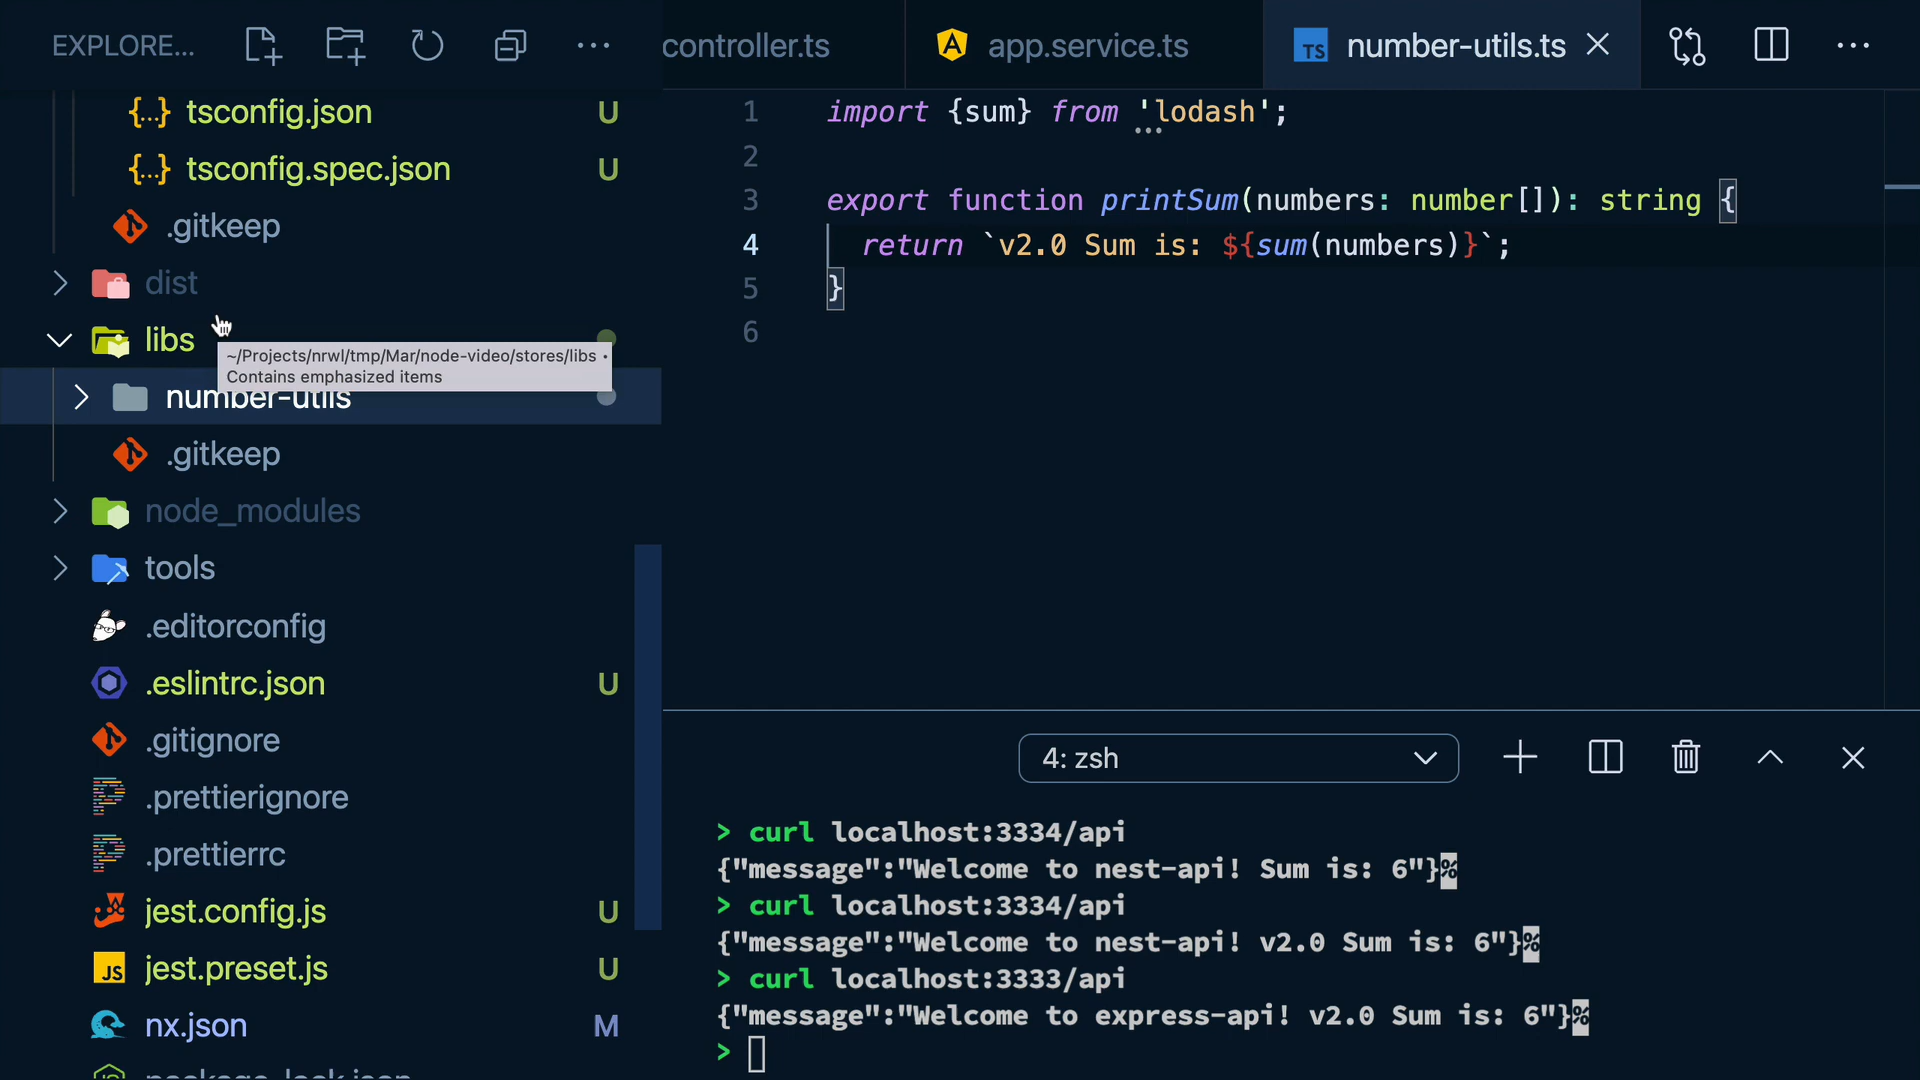 EXPLORE...
controller.ts
app.service.ts
TS number-utils.ts
{..} tsconfig.json U
{..} tsconfig.spec.json U
.gitkeep
dist
libs
~/Projects/nrwl/tmp/Mar/node-video/stores/libs •
Contains emphasized items
number-utils
.gitkeep
node_modules
tools
.editorconfig
.eslintrc.json U
.gitignore
.prettierignore
.prettierrc
jest.config.js U
JS jest.preset.js U
nx.json M
1 import {sum} from 'lodash';
2
3 export function printSum(numbers: number[]): string {
4 return `v2.0 Sum is: ${sum(numbers)}`;
5 }
6
4: zsh
> curl localhost:3334/api
{"message":"Welcome to nest-api! Sum is: 6"}%
> curl localhost:3334/api
{"message":"Welcome to nest-api! v2.0 Sum is: 6"}%
> curl localhost:3333/api
{"message":"Welcome to express-api! v2.0 Sum is: 6"}%
>